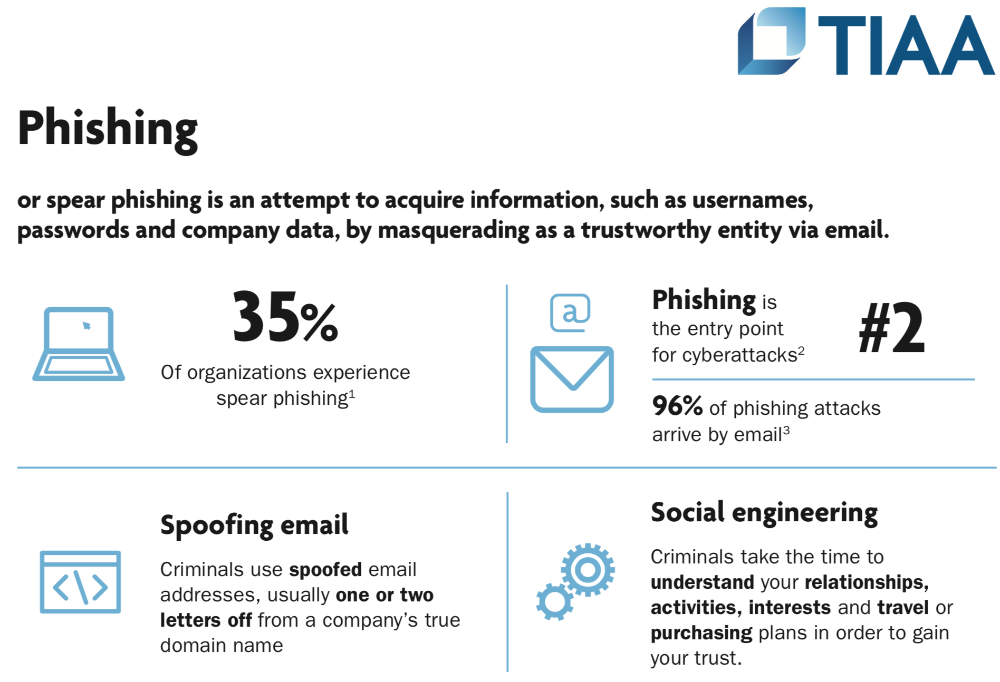 TIAA
Phishing
or spear phishing is an attempt to acquire information, such as usernames,
passwords and company data, by masquerading as a trustworthy entity via email.
35%
Of organizations experience
spear phishing¹
@
Phishing is
the entry point
for cyberattacks²
#2
96% of phishing attacks
arrive by email³
Spoofing email
</>
Criminals use spoofed email
addresses, usually one or two
letters off from a company’s true
domain name
Social engineering
Criminals take the time to
understand your relationships,
activities, interests and travel or
purchasing plans in order to gain
your trust.